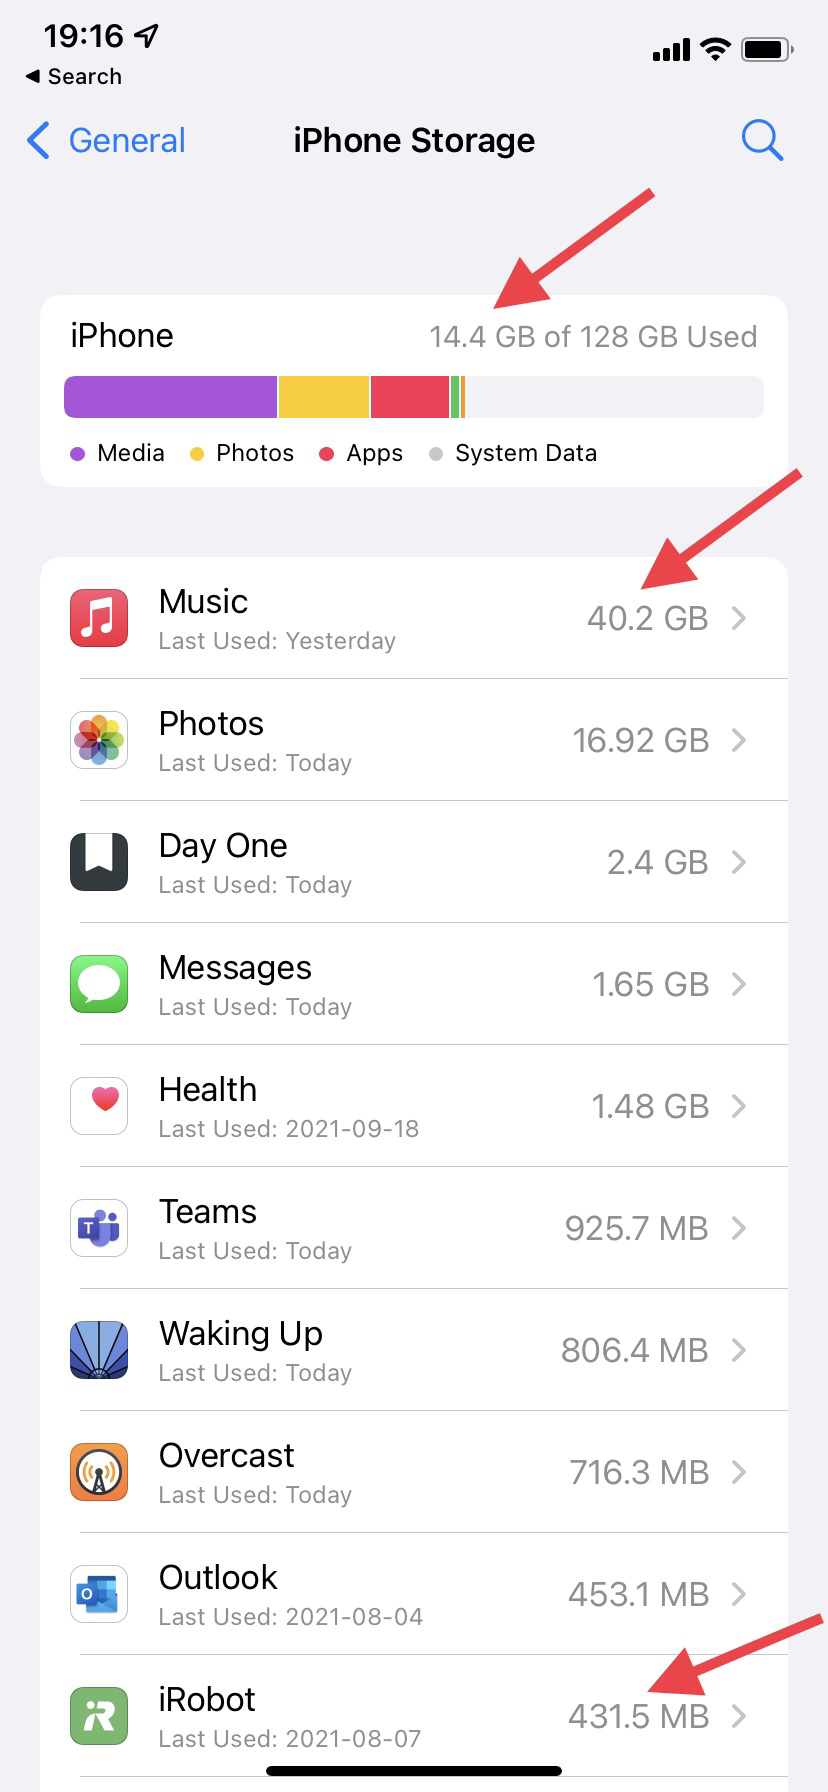 19:16
◀ Search
General
iPhone Storage
iPhone
14.4 GB of 128 GB Used
Media
Photos
Apps
System Data
Music
40.2 GB
Last Used: Yesterday
Photos
16.92 GB
Last Used: Today
Day One
2.4 GB
Last Used: Today
Messages
1.65 GB
Last Used: Today
Health
1.48 GB
Last Used: 2021-09-18
T
Teams
925.7 MB
Last Used: Today
Waking Up
806.4 MB
Last Used: Today
Overcast
716.3 MB
Last Used: Today
O
Outlook
453.1 MB
Last Used: 2021-08-04
iR
iRobot
431.5 MB
Last Used: 2021-08-07